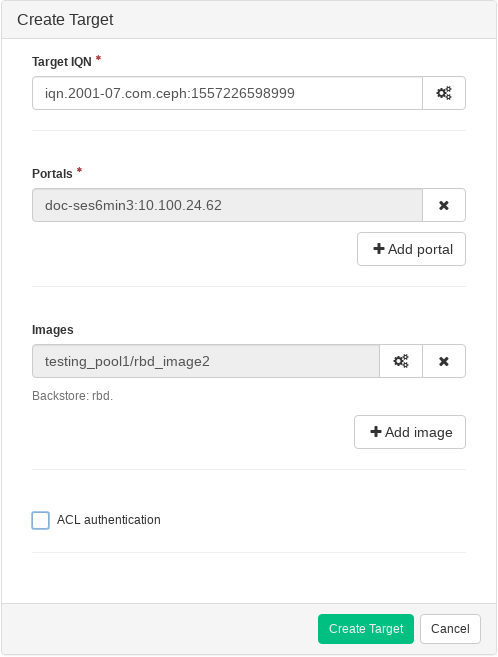 Create Target
Target IQN *
iqn.2001-07.com.ceph:1557226598999
Portals *
doc-ses6min3:10.100.24.62
Add portal
Images
testing_pool1/rbd_image2
Backstore: rbd.
Add image
ACL authentication
Create Target
Cancel